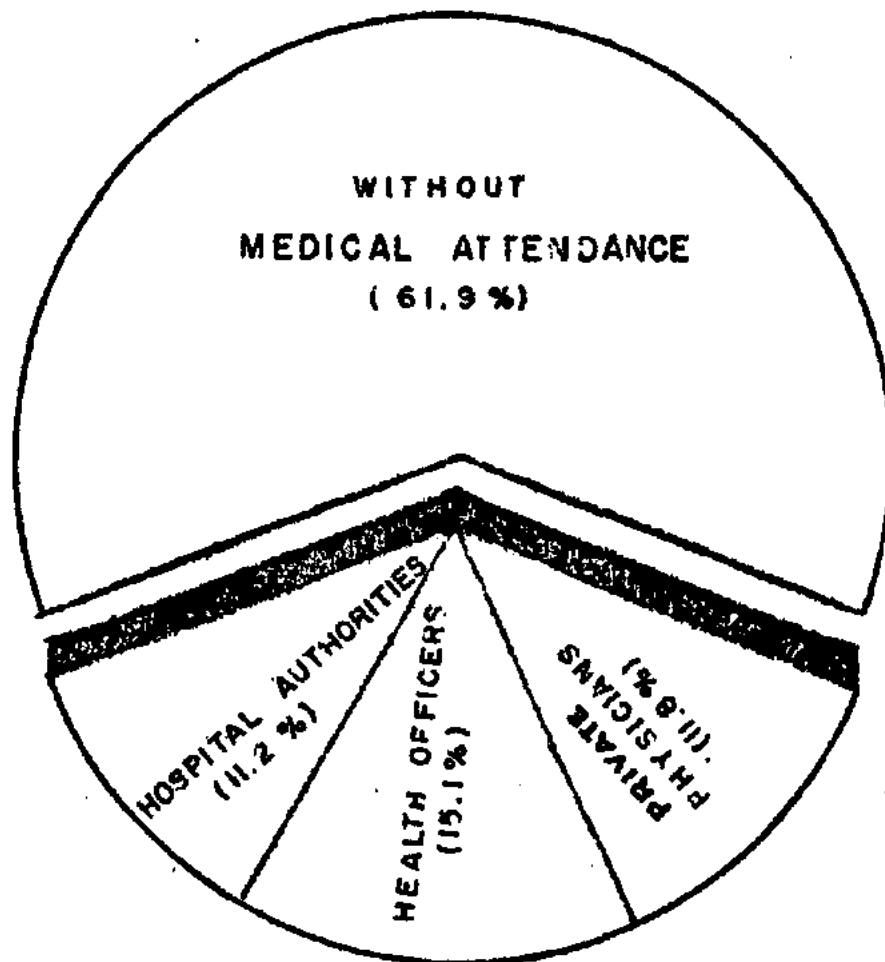 WITHOUT
MEDICAL ATTENDANCE
(61.9%)
HOSPITAL AUTHORITIES
(11.2 %)
HEALTH OFFICERS
(15.1%)
PRIVATE
PHYSICIANS
(11.8%)